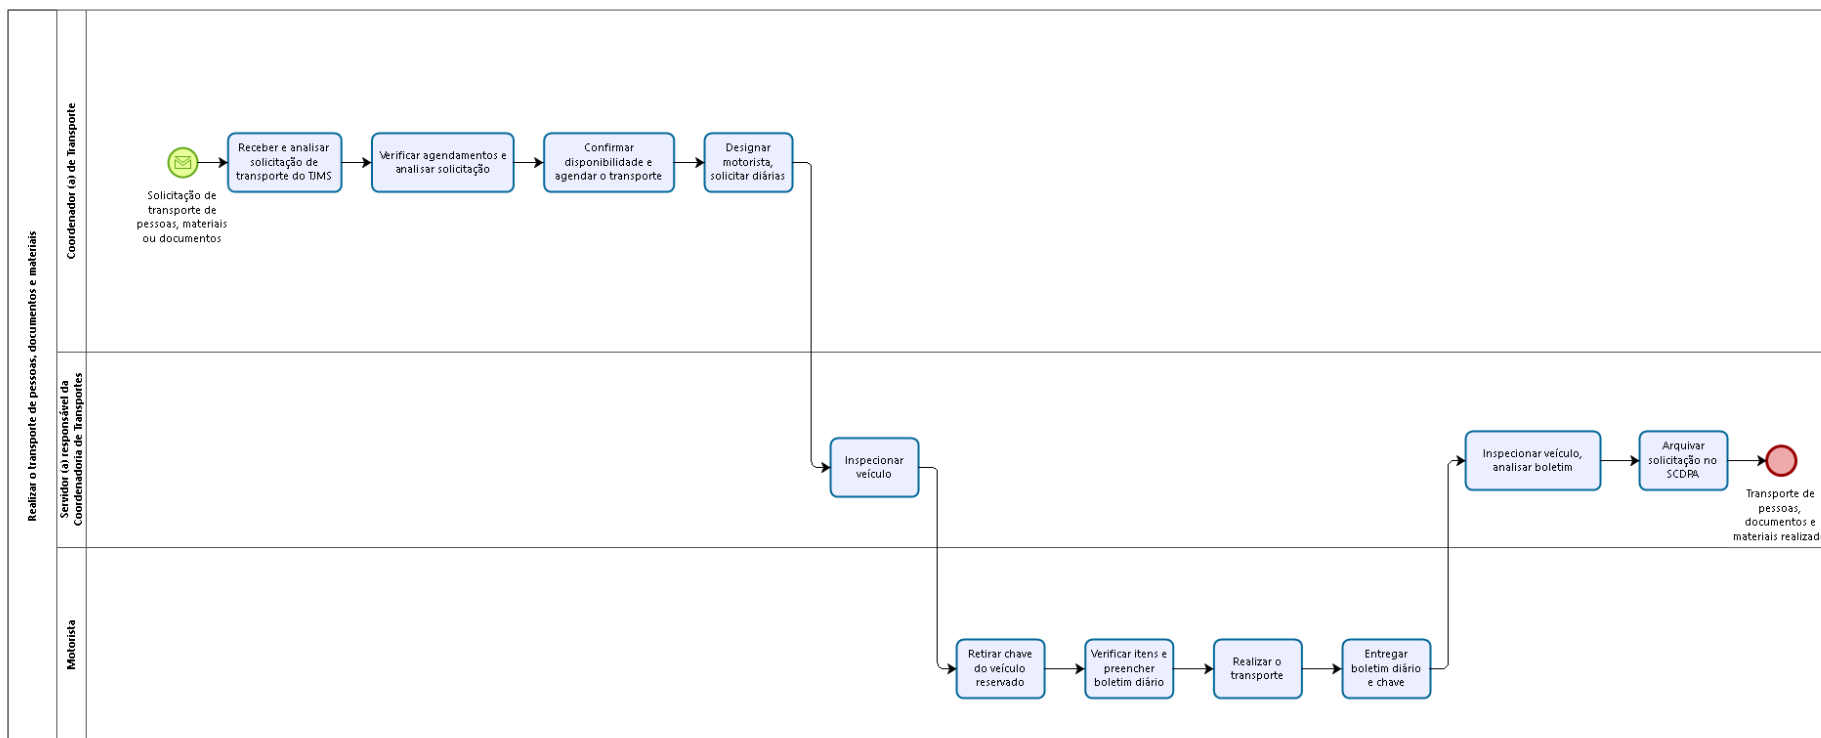 Realizar o transporte de pessoas, documentos e materiais
Coordenador (a) de Transporte
Solicitação de
transporte de
pessoas, materiais
ou documentos
Receber e analisar
solicitação de
transporte do TJMS
Verificar agendamentos e
analisar solicitação
Confirmar
disponibilidade e
agendar o transporte
Designar
motorista,
solicitar diárias
Servidor (a) responsável da
Coordenadoria de Transportes
Inspecionar
veículo
Inspecionar veículo,
analisar boletim
Arquivar
solicitação no
SCDPA
Transporte de
pessoas,
documentos e
materiais realizad
Motorista
Retirar chave
do veículo
reservado
Verificar itens e
preencher
boletim diário
Realizar o
transporte
Entregar
boletim diário
e chave